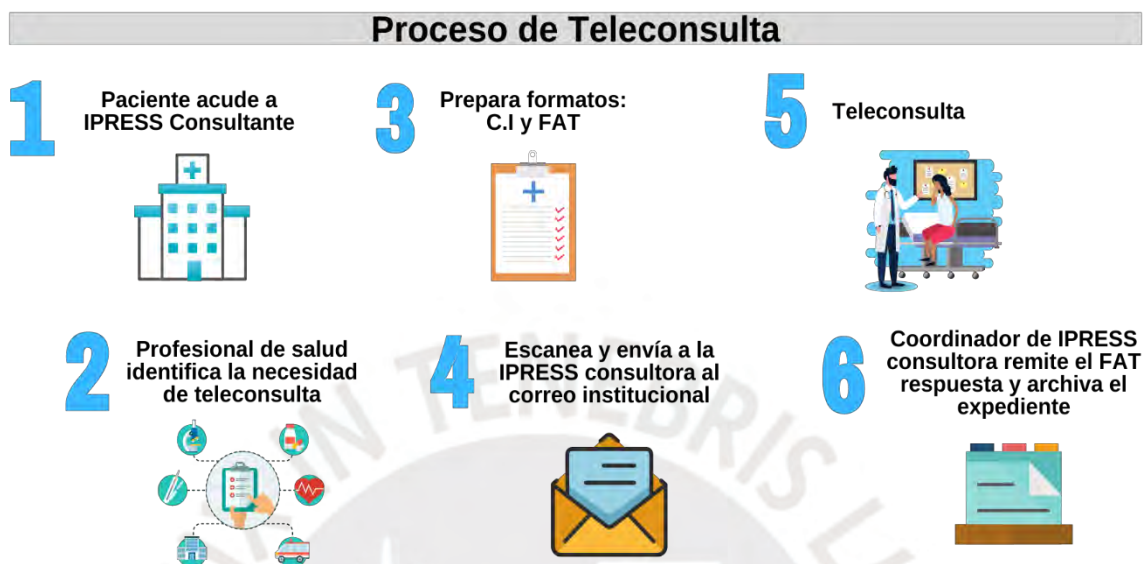 Proceso de Teleconsulta
1
Paciente acude a
IPRESS Consultante
2
Profesional de salud
identifica la necesidad
de teleconsulta
3
Prepara formatos:
C.I y FAT
4
Escanea y envía a la
IPRESS consultora al
correo institucional
5
Teleconsulta
6
Coordinador de IPRESS
consultora remite el FAT
respuesta y archiva el
expediente
IN TENEBRIS